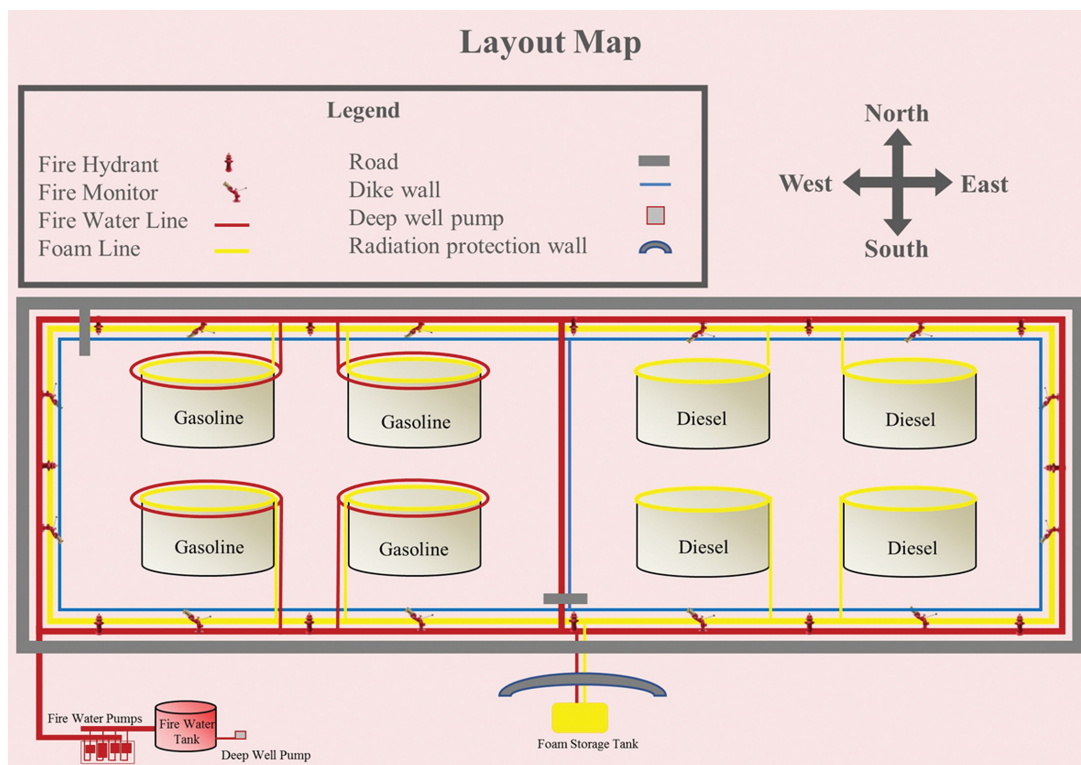 Layout Map
Legend
Fire Hydrant
Fire Monitor
Fire Water Line
Foam Line
Road
Dike wall
Deep well pump
Radiation protection wall
North
West
East
South
Gasoline
Gasoline
Diesel
Diesel
Gasoline
Gasoline
Diesel
Diesel
Fire Water Pumps
Fire Water
Tank
Deep Well Pump
Foam Storage Tank